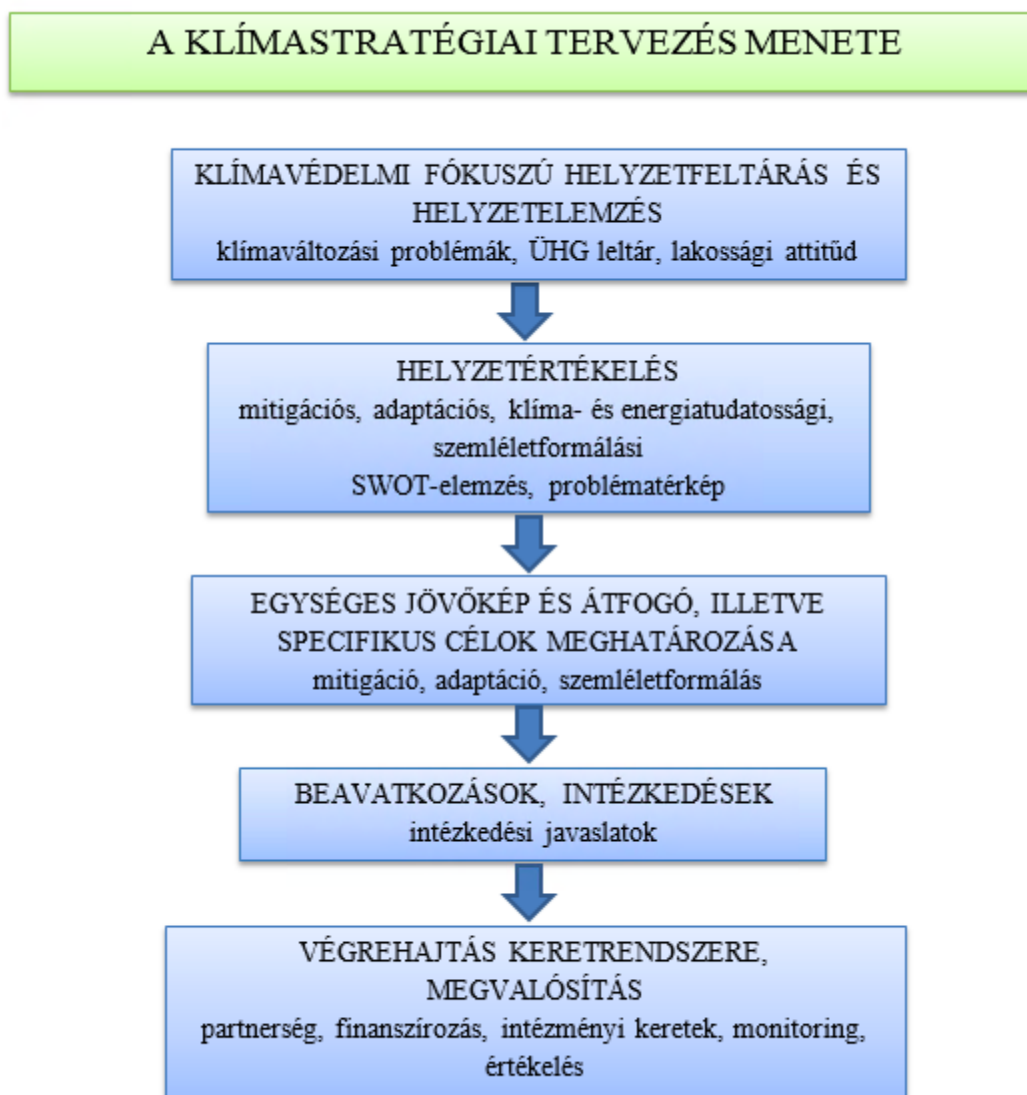 A KLÍMASTRATÉGIAI TERVEZÉS MENETE
KLÍMAVÉDELMI FÓKUSZÚ HELYZETFELTÁRÁS ÉS
HELYZETELEMZÉS
klímaváltozási problémák, ÜHG leltár, lakossági attitűd
HELYZETÉRTÉKELÉS
mitigációs, adaptációs, klíma- és energiatudatossági,
szemléletformálási
SWOT-elemzés, problématérkép
EGYSÉGES JÖVŐKÉP ÉS ÁTFOGÓ, ILLETVE
SPECIFIKUS CÉLOK MEGHATÁROZÁSA
mitigáció, adaptáció, szemléletformálás
BEAVATKOZÁSOK, INTÉZKEDÉSEK
intézkedési javaslatok
VÉGREHAJTÁS KERETRENDSZERE,
MEGVALÓSÍTÁS
partnerség, finanszírozás, intézményi keretek, monitoring,
értékelés